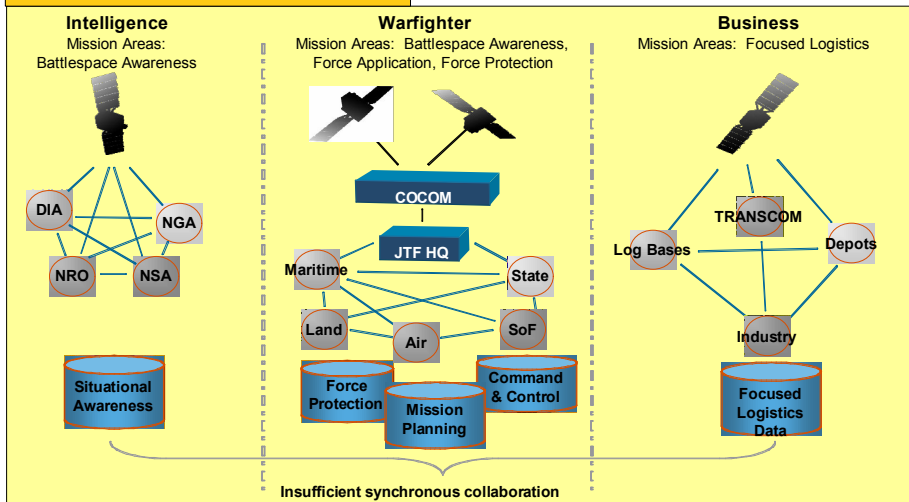 Intelligence
Mission Areas:
Battlespace Awareness
DIA
NGA
NRO
NSA
Situational
Awareness
Warfighter
Mission Areas: Battlespace Awareness,
Force Application, Force Protection
COCOM
JTF HQ
Maritime
State
Land
Air
SoF
Force
Protection
Mission
Planning
Command
& Control
Business
Mission Areas: Focused Logistics
TRANSCOM
Log Bases
Depots
Industry
Focused
Logistics
Data
Insufficient synchronous collaboration